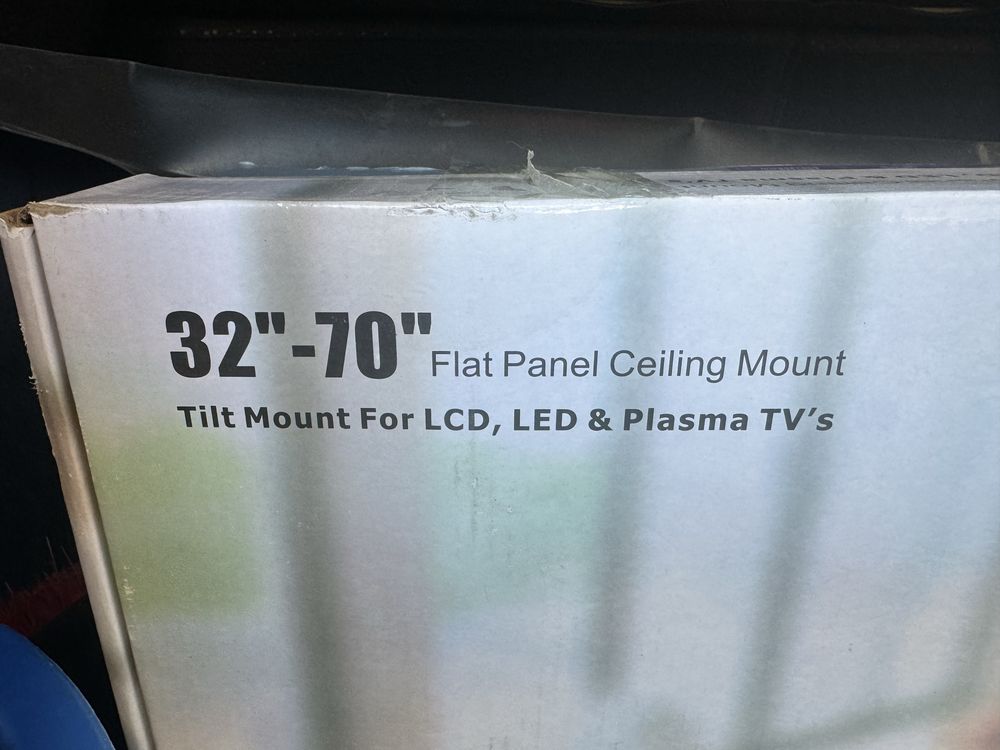 32"-70" Flat Panel Ceiling Mount
Tilt Mount For LCD, LED & Plasma TV’s